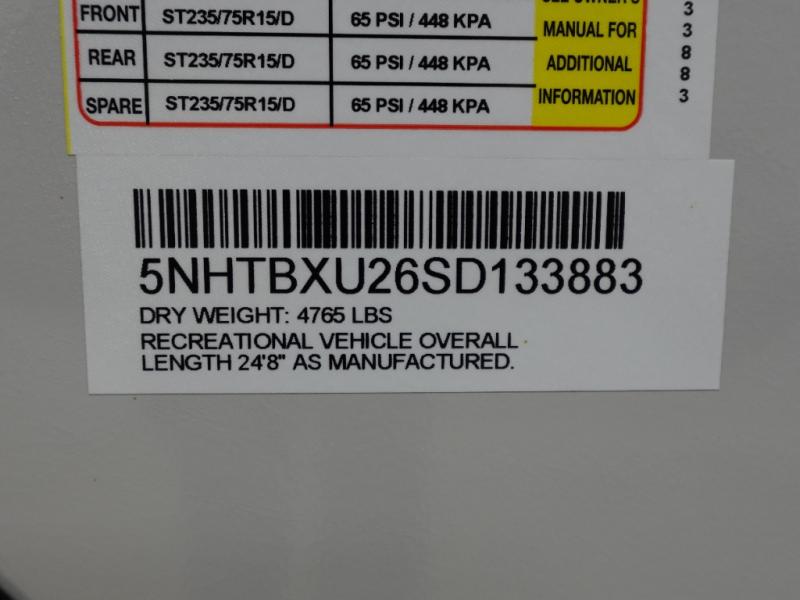 SEE OWNER'S
FRONT ST235/75R15/D 65 PSI / 448 KPA MANUAL FOR
REAR ST235/75R15/D 65 PSI / 448 KPA ADDITIONAL
SPARE ST235/75R15/D 65 PSI / 448 KPA INFORMATION
3
3
8
8
3
5NHTBXU26SD133883
DRY WEIGHT: 4765 LBS
RECREATIONAL VEHICLE OVERALL
LENGTH 24'8" AS MANUFACTURED.